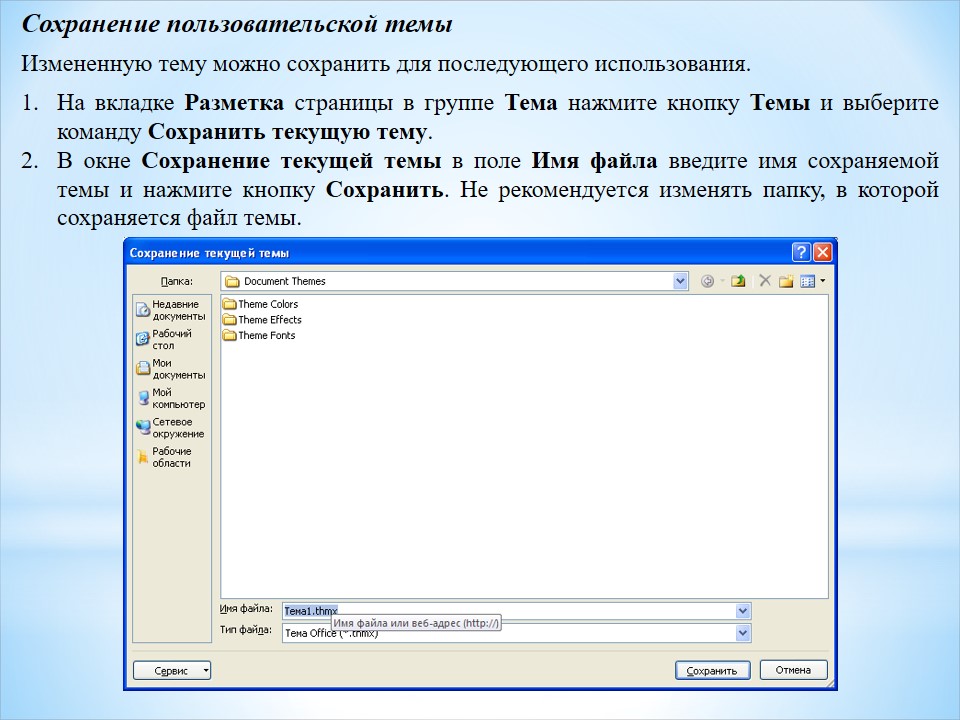 Сохранение пользовательской темы
Измененную тему можно сохранить для последующего использования.
1. На вкладке Разметка страницы в группе Тема нажмите кнопку Темы и выберите
команду Сохранить текущую тему.
2. В окне Сохранение текущей темы в поле Имя файла введите имя сохраняемой
темы и нажмите кнопку Сохранить. Не рекомендуется изменять папку, в которой
сохраняется файл темы.
Сохранение текущей темы
Папка:
Document Themes
Недавние
документы
Рабочий
стол
Мои
документы
Мой
компьютер
Сетевое
окружение
Рабочие
области
Theme Colors
Theme Effects
Theme Fonts
Имя файла:
Тема1.thmx
Имя файла или веб-адрес (http://)
Тип файла:
Тема Office (*.thmx)
Сервис
Сохранить
Отмена